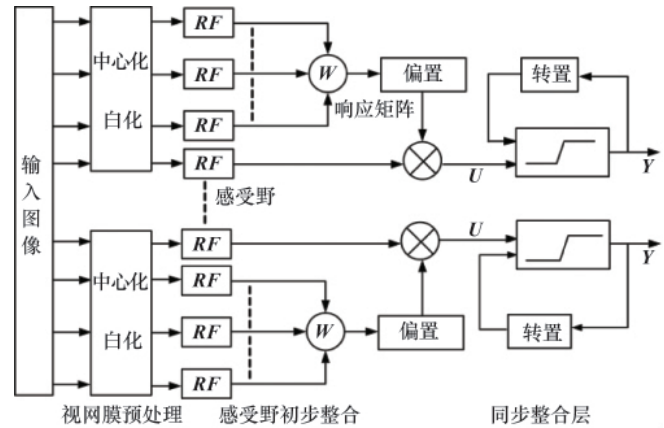 输入图像
中心化
白化
RF
RF
RF
RF
W
响应矩阵
偏置
感受野
U
转置
Y
中心化
白化
RF
RF
RF
RF
W
偏置
U
转置
Y
视网膜预处理
感受野初步整合
同步整合层